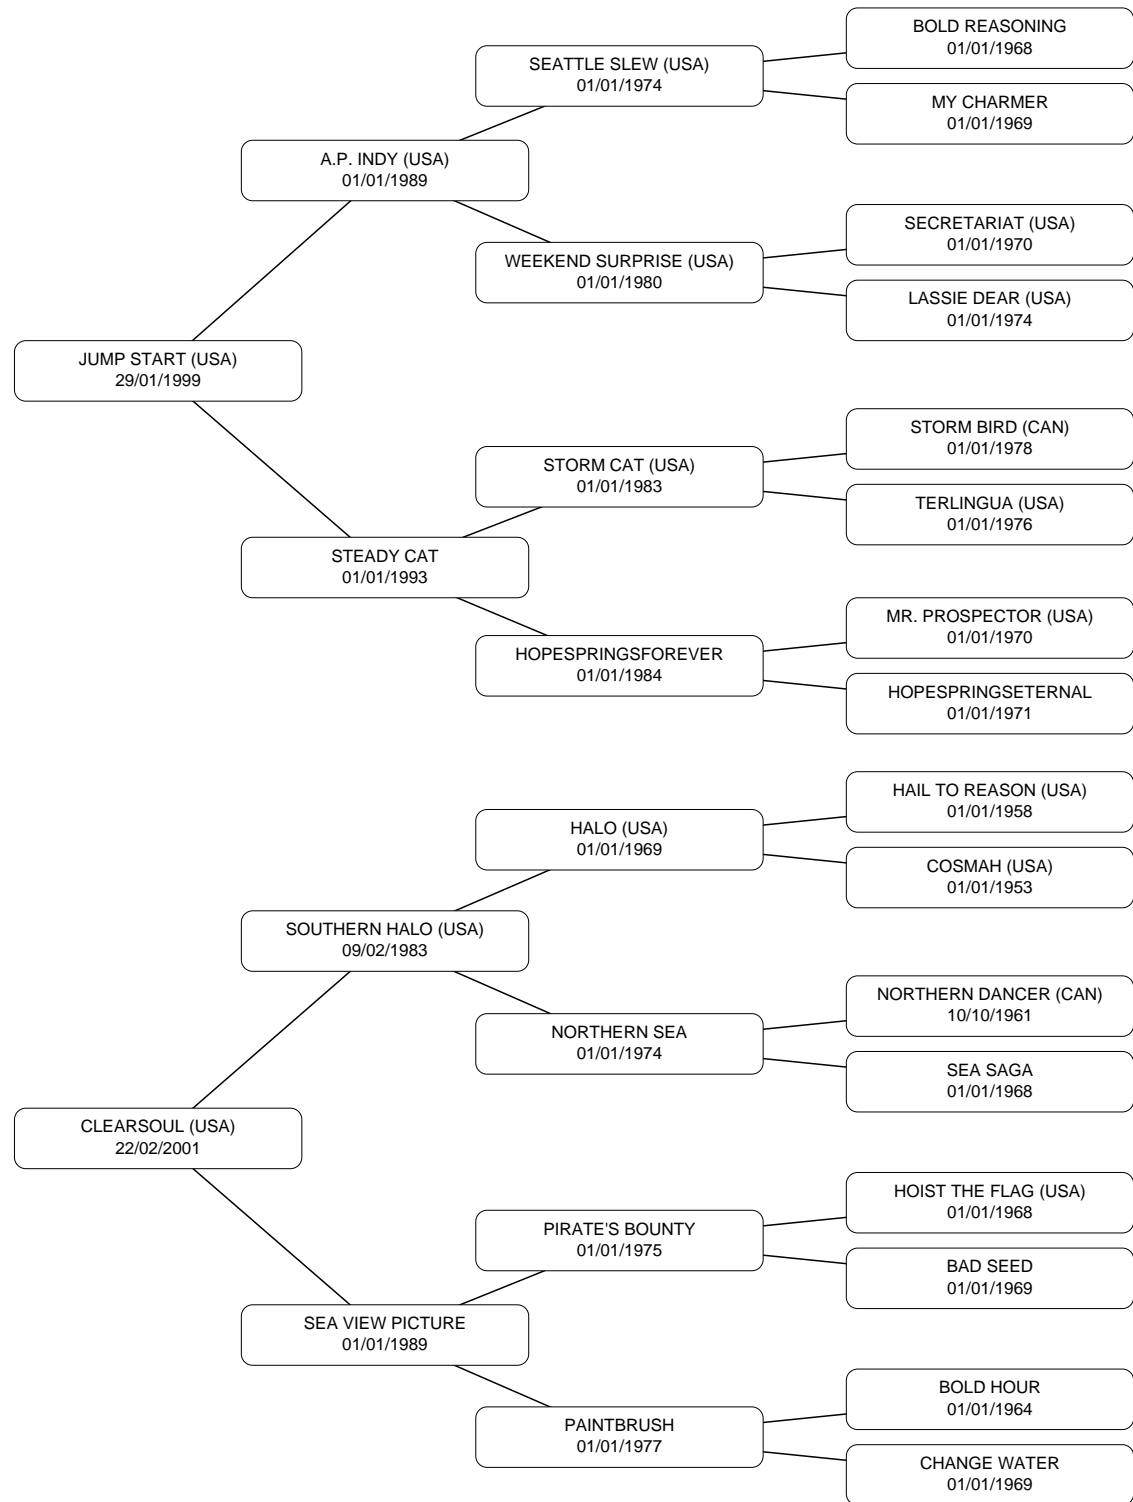 BOLD REASONING
01/01/1968
SEATTLE SLEW (USA)
01/01/1974
MY CHARMER
01/01/1969
A.P. INDY (USA)
01/01/1989
SECRETARIAT (USA)
01/01/1970
WEEKEND SURPRISE (USA)
01/01/1980
LASSIE DEAR (USA)
01/01/1974
JUMP START (USA)
29/01/1999
STORM BIRD (CAN)
01/01/1978
STORM CAT (USA)
01/01/1983
TERLINGUA (USA)
01/01/1976
STEADY CAT
01/01/1993
MR. PROSPECTOR (USA)
01/01/1970
HOPESPRINGSFOREVER
01/01/1984
HOPESPRINGSETERNAL
01/01/1971
HAIL TO REASON (USA)
01/01/1958
HALO (USA)
01/01/1969
COSMAH (USA)
01/01/1953
SOUTHERN HALO (USA)
09/02/1983
NORTHERN DANCER (CAN)
10/10/1961
NORTHERN SEA
01/01/1974
SEA SAGA
01/01/1968
CLEARSOUL (USA)
22/02/2001
HOIST THE FLAG (USA)
01/01/1968
PIRATE'S BOUNTY
01/01/1975
BAD SEED
01/01/1969
SEA VIEW PICTURE
01/01/1989
BOLD HOUR
01/01/1964
PAINTBRUSH
01/01/1977
CHANGE WATER
01/01/1969